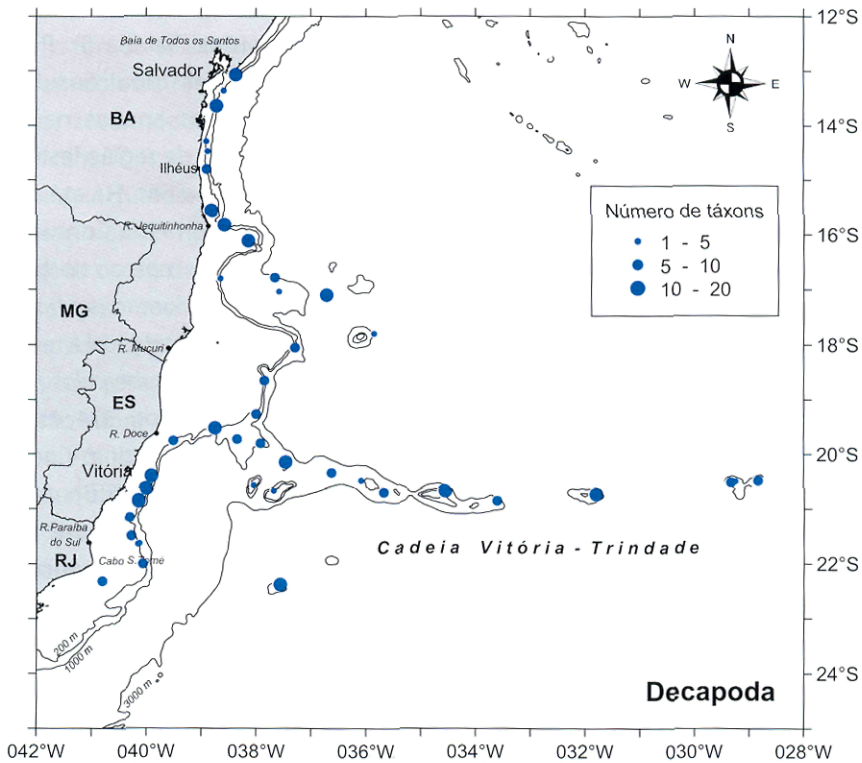 12°S
Baía de Todos os Santos
Salvador
N
W E
S
BA
14°S
Ilhéus
Número de táxons
1 - 5
5 - 10
10 - 20
R. Jequitinhonha
16°S
MG
R. Mucuri
18°S
ES
R. Doce
Vitória
20°S
R.Paraíba
do Sul
Cadeia Vitória - Trindade
RJ
Cabo S.Tomé
22°S
200 m
1000 m
3000 m
24°S
Decapoda
042°W 040°W 038°W 036°W 034°W 032°W 030°W 28°W